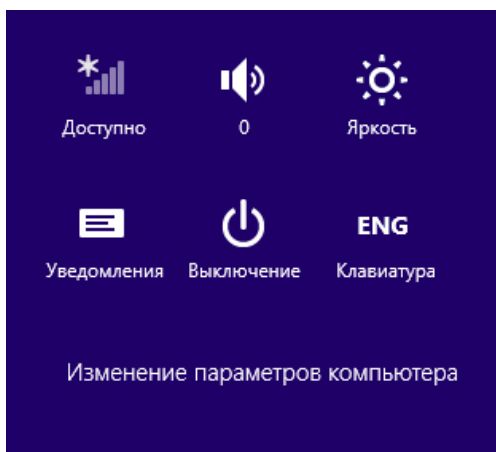 Доступно
0
Яркость
ENG
Уведомления
Выключение
Клавиатура
Изменение параметров компьютера